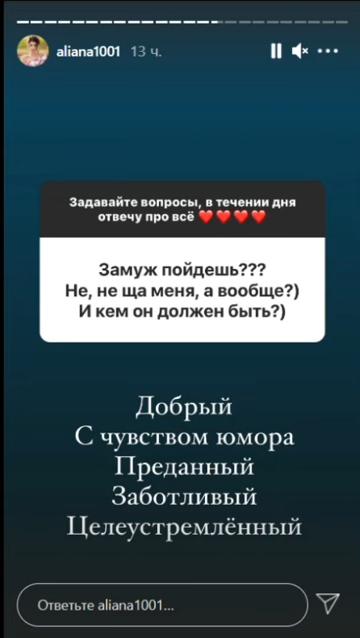 aliana1001 13 ч.
Задавайте вопросы, в течении дня
отвечу про всё ❤️❤️❤️❤️
Замуж пойдешь???
Не, не ща меня, а вообще?)
И кем он должен быть?)
Добрый
С чувством юмора
Преданный
Заботливый
Целеустремлённый
Ответьте aliana1001...